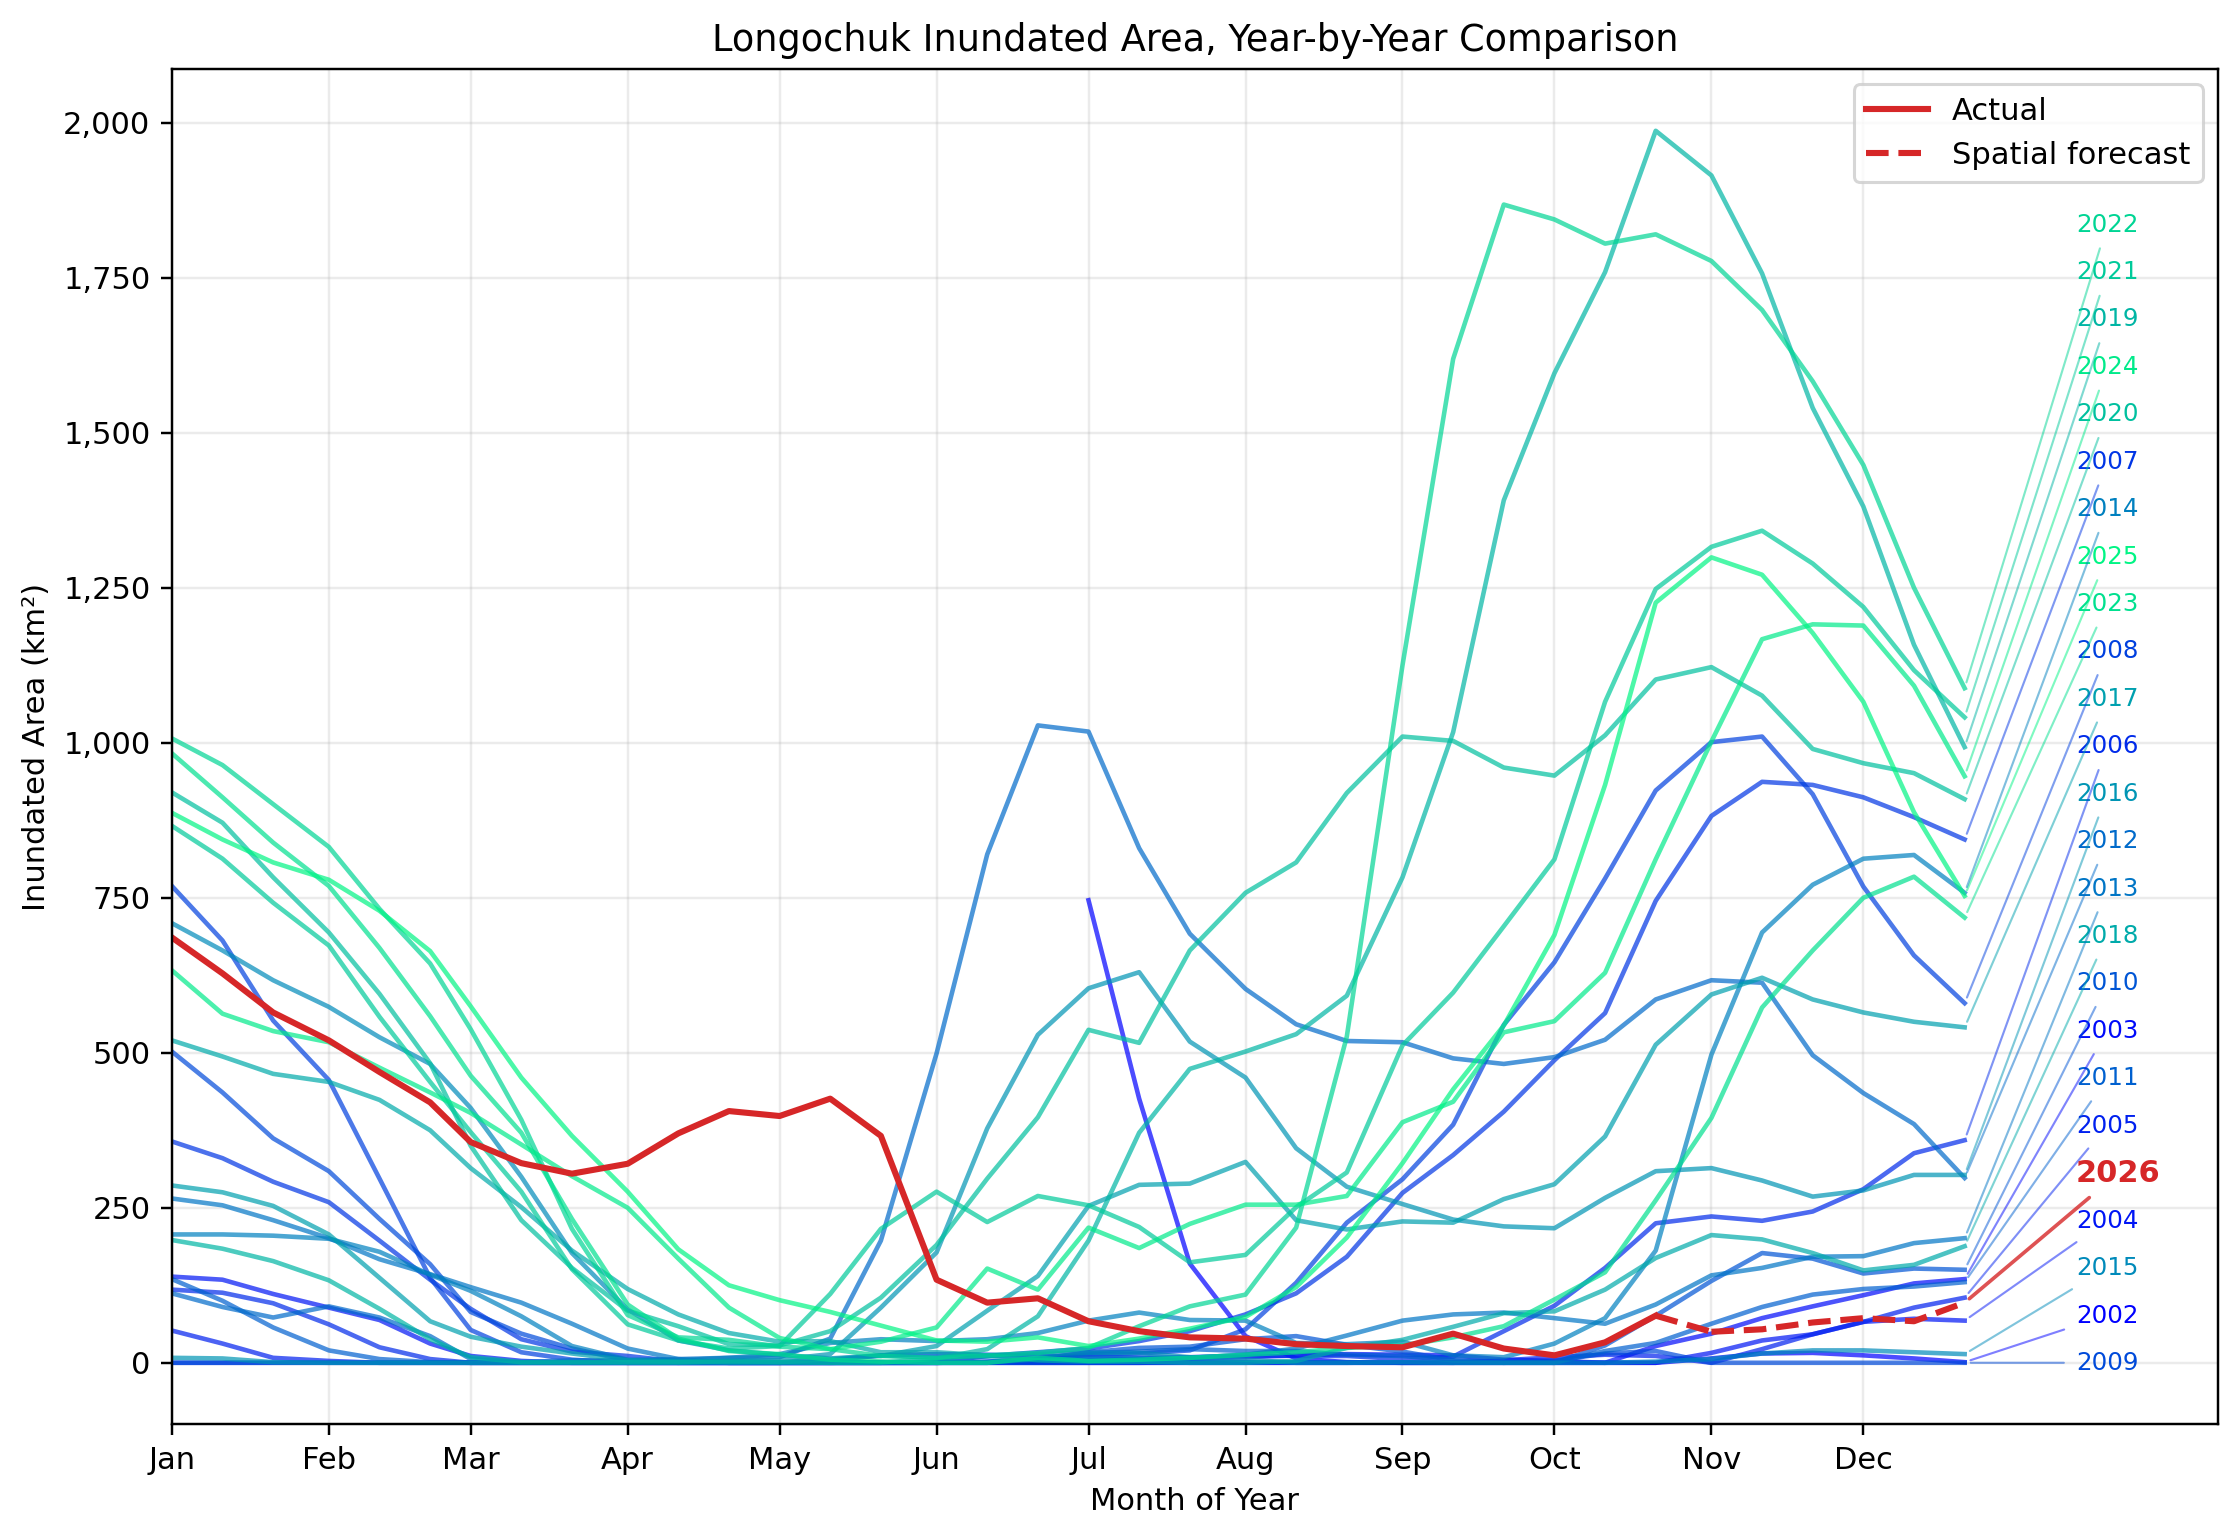 Longochuk Inundated Area, Year-by-Year Comparison
Actual
Spatial forecast
Inundated Area (km²)
2,000
1,750
1,500
1,250
1,000
750
500
250
0
2022
2021
2019
2024
2020
2007
2014
2025
2023
2008
2017
2006
2016
2012
2013
2018
2010
2003
2011
2005
2026
2004
2015
2002
2009
Jan
Feb
Mar
Apr
May
Jun
Jul
Aug
Sep
Oct
Nov
Dec
Month of Year